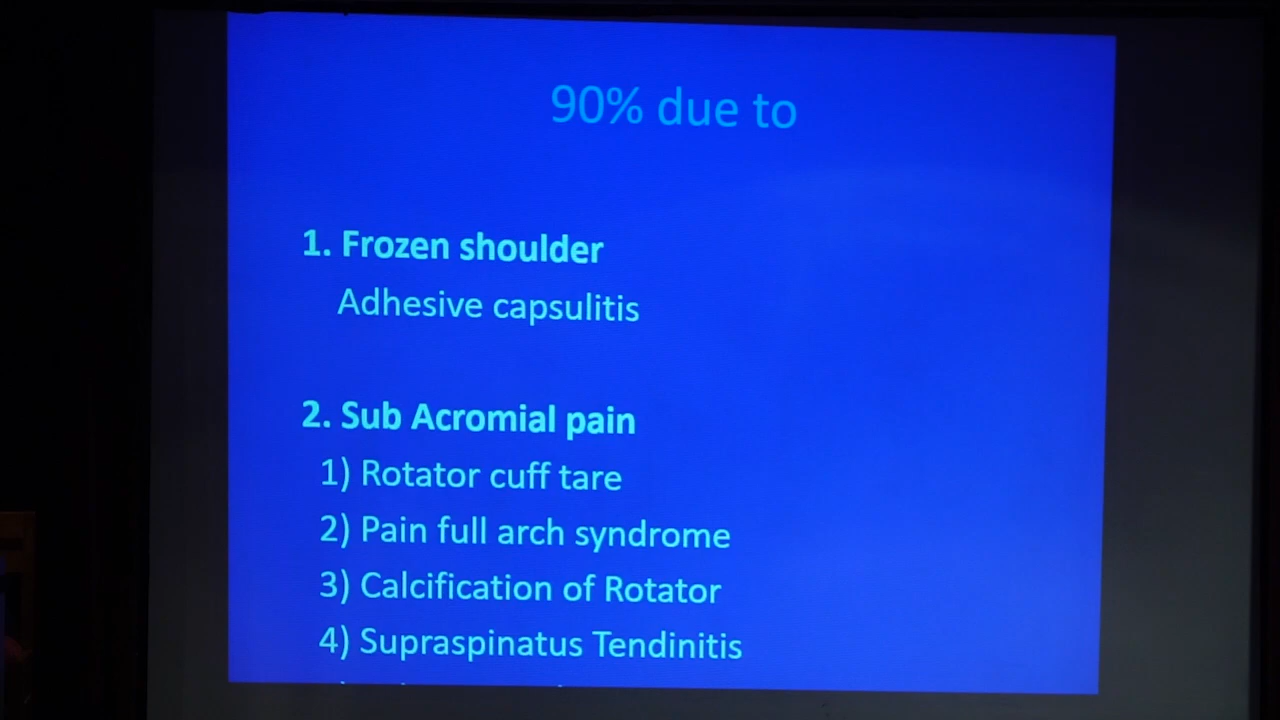 90% due to
1. Frozen shoulder
Adhesive capsulitis
2. Sub Acromial pain
1) Rotator cuff tare
2) Pain full arch syndrome
3) Calcification of Rotator
4) Supraspinatus Tendinitis